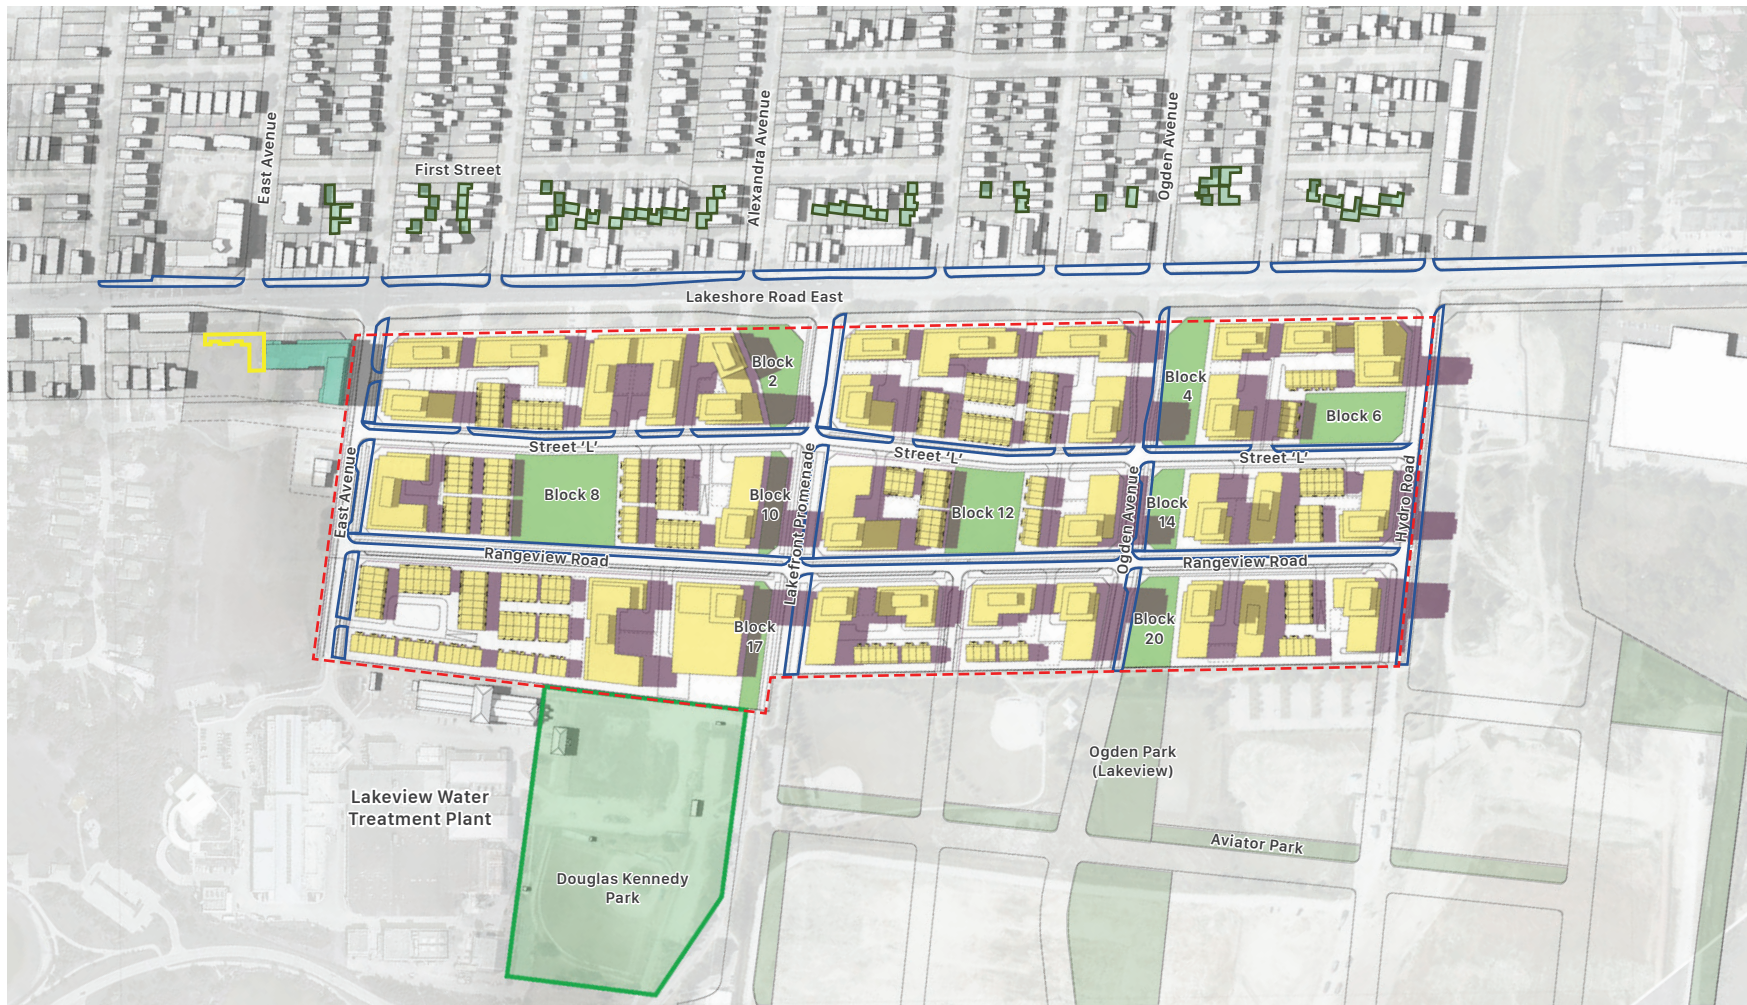 East Avenue
First Street
Alexandra Avenue
Ogden Avenue
Lakeshore Road East
Block
2
Block
4
Block 6
Street ‘L’
Street ‘L’
Street ‘L’
East Avenue
Block 8
Block
10
Lakefront Promenade
Block 12
Ogden Avenue
Block
14
Hydro Road
Rangeview Road
Rangeview Road
Block
17
Block
20
Ogden Park
(Lakeview)
Lakeview Water
Treatment Plant
Aviator Park
Douglas Kennedy
Park